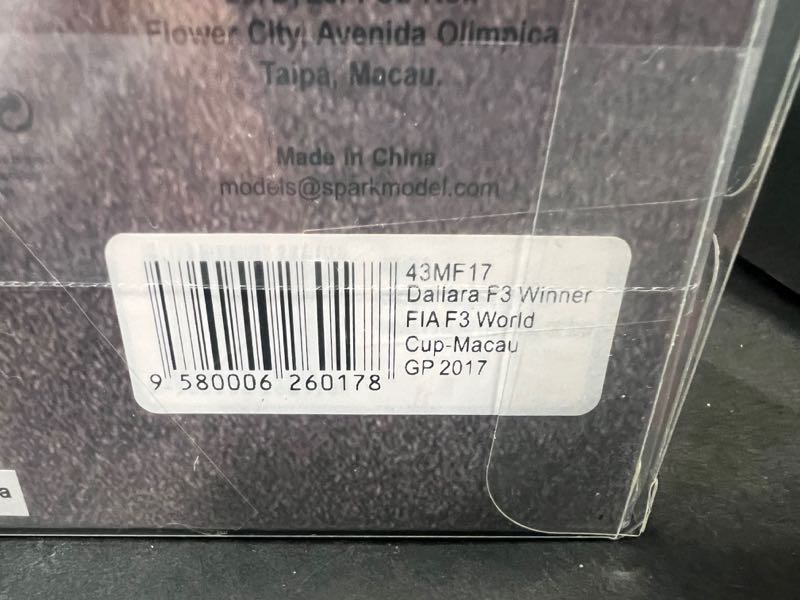 Flower City, Avenida Olimpica
Taipa, Macau.
Made in China
models@sparkmodel.com
43MF17
Dallara F3 Winner
FIA F3 World
Cup-Macau
GP 2017
9 580006 260178
a